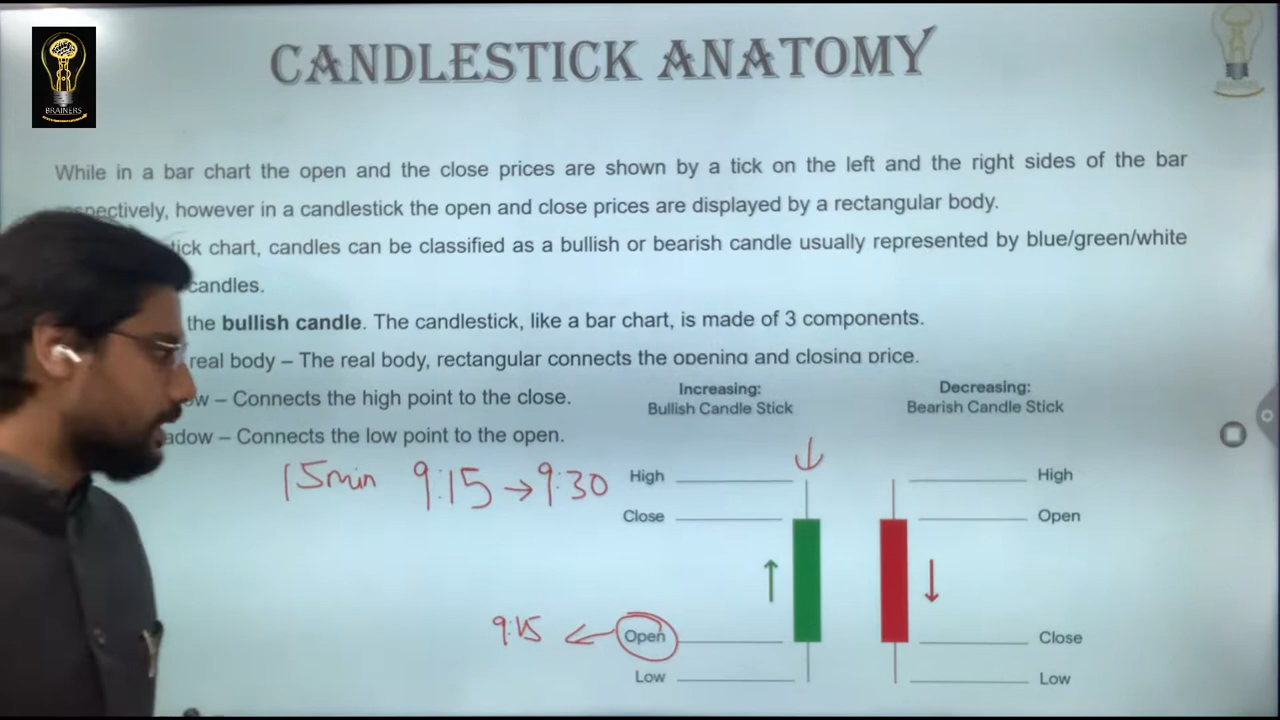 BRAINERS
CANDLESTICK ANATOMY
While in a bar chart the open and the close prices are shown by a tick on the left and the right sides of the bar
respectively, however in a candlestick the open and close prices are displayed by a rectangular body.
tick chart, candles can be classified as a bullish or bearish candle usually represented by blue/green/white
candles.
the bullish candle. The candlestick, like a bar chart, is made of 3 components.
real body – The real body, rectangular connects the opening and closing price.
ow – Connects the high point to the close.
adow – Connects the low point to the open.
Increasing:
Bullish Candle Stick
Decreasing:
Bearish Candle Stick
15min 9:15 → 9:30
High
Close
9:15 ← Open
Low
High
Open
Close
Low